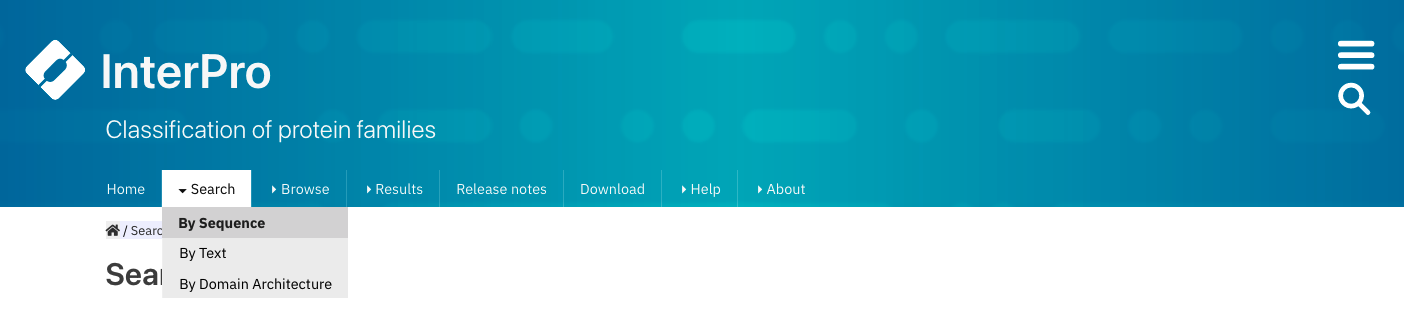 InterPro
Classification of protein families
Home Search Browse Results Release notes Download Help About
By Sequence
/ Searc
By Text
Sear
By Domain Architecture